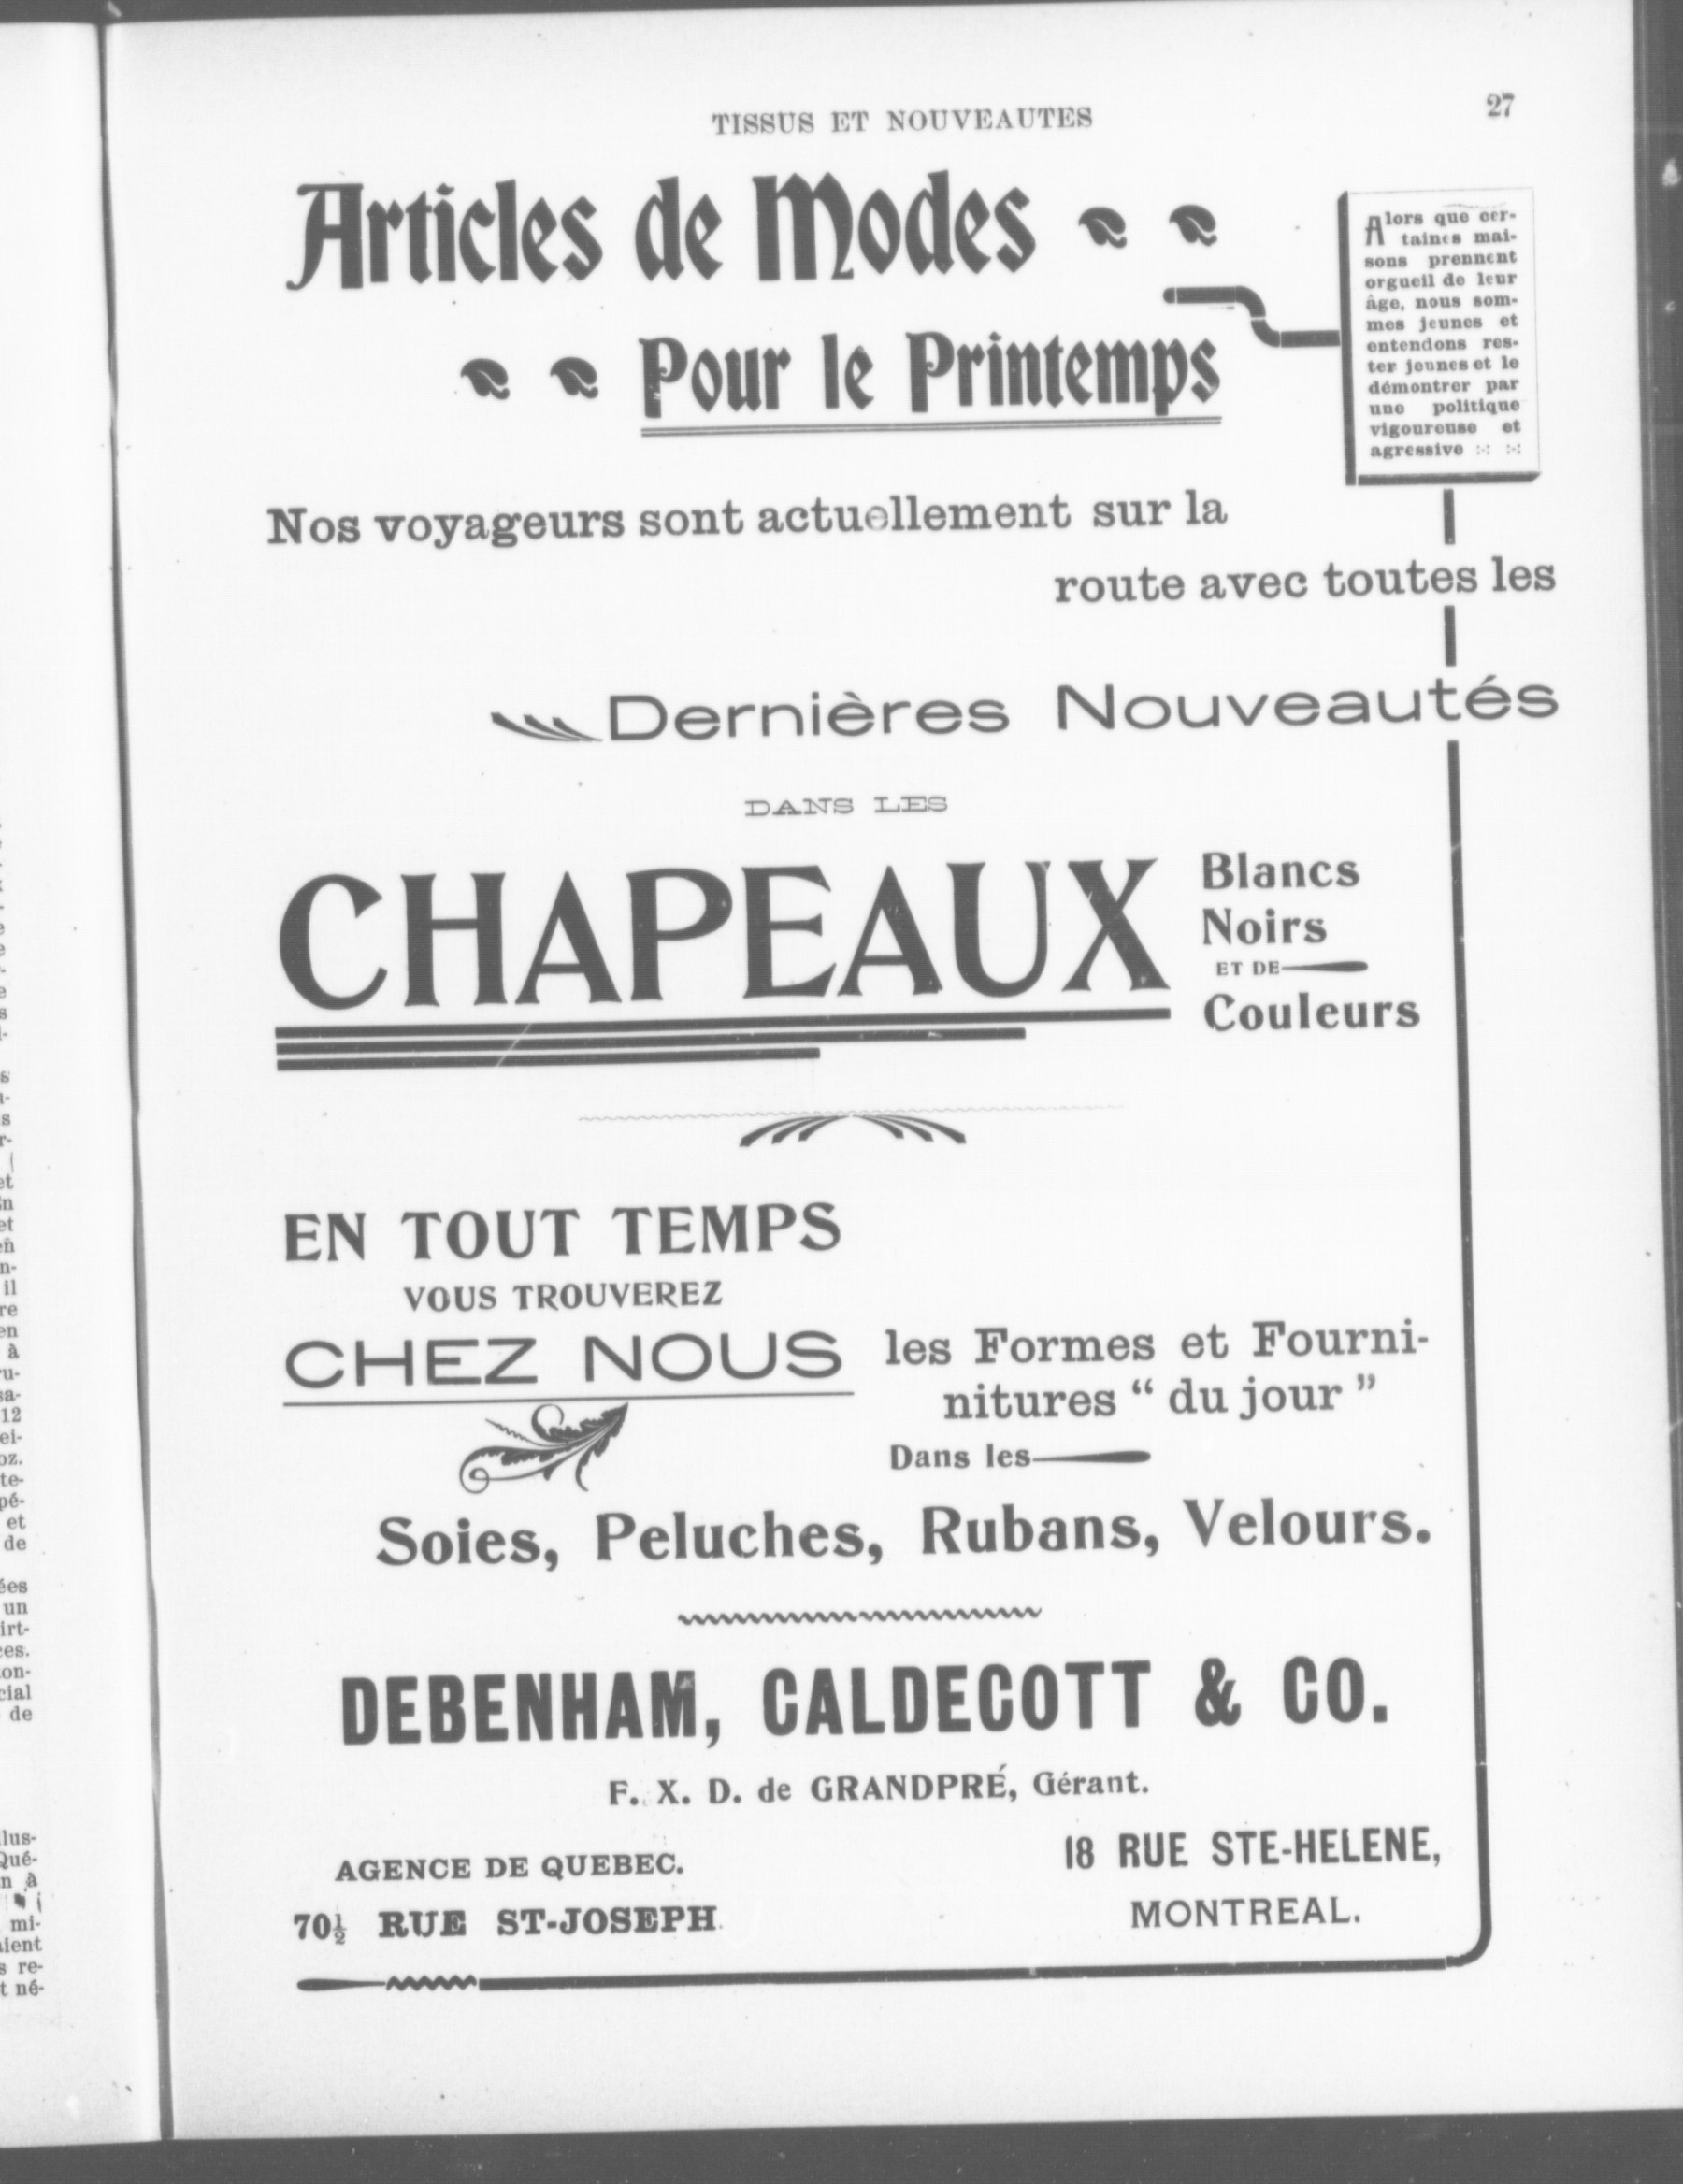 TISSUS ET NOUVEAUTES
27
Articles de Modes
Pour le Printemps
Alors que cer-
taines mai-
sons prennent
orgueil de leur
âge, nous som-
mes jeunes et
entendons res-
ter jeunes et le
démontrer par
une politique
vigoureuse et
agressive
Nos voyageurs sont actuellement sur la
route avec toutes les
Dernières Nouveautés
DANS LES
CHAPEAUX
Blancs
Noirs
ET DE
Couleurs
EN TOUT TEMPS
VOUS TROUVEREZ
CHEZ NOUS
les Formes et Fourni-
nitures “ du jour ”
Dans les
Soies, Peluches, Rubans, Velours.
DEBENHAM, CALDECOTT & CO.
F. X. D. de GRANDPRÉ, Gérant.
AGENCE DE QUEBEC.
70½ RUE ST-JOSEPH
18 RUE STE-HELENE,
MONTREAL.